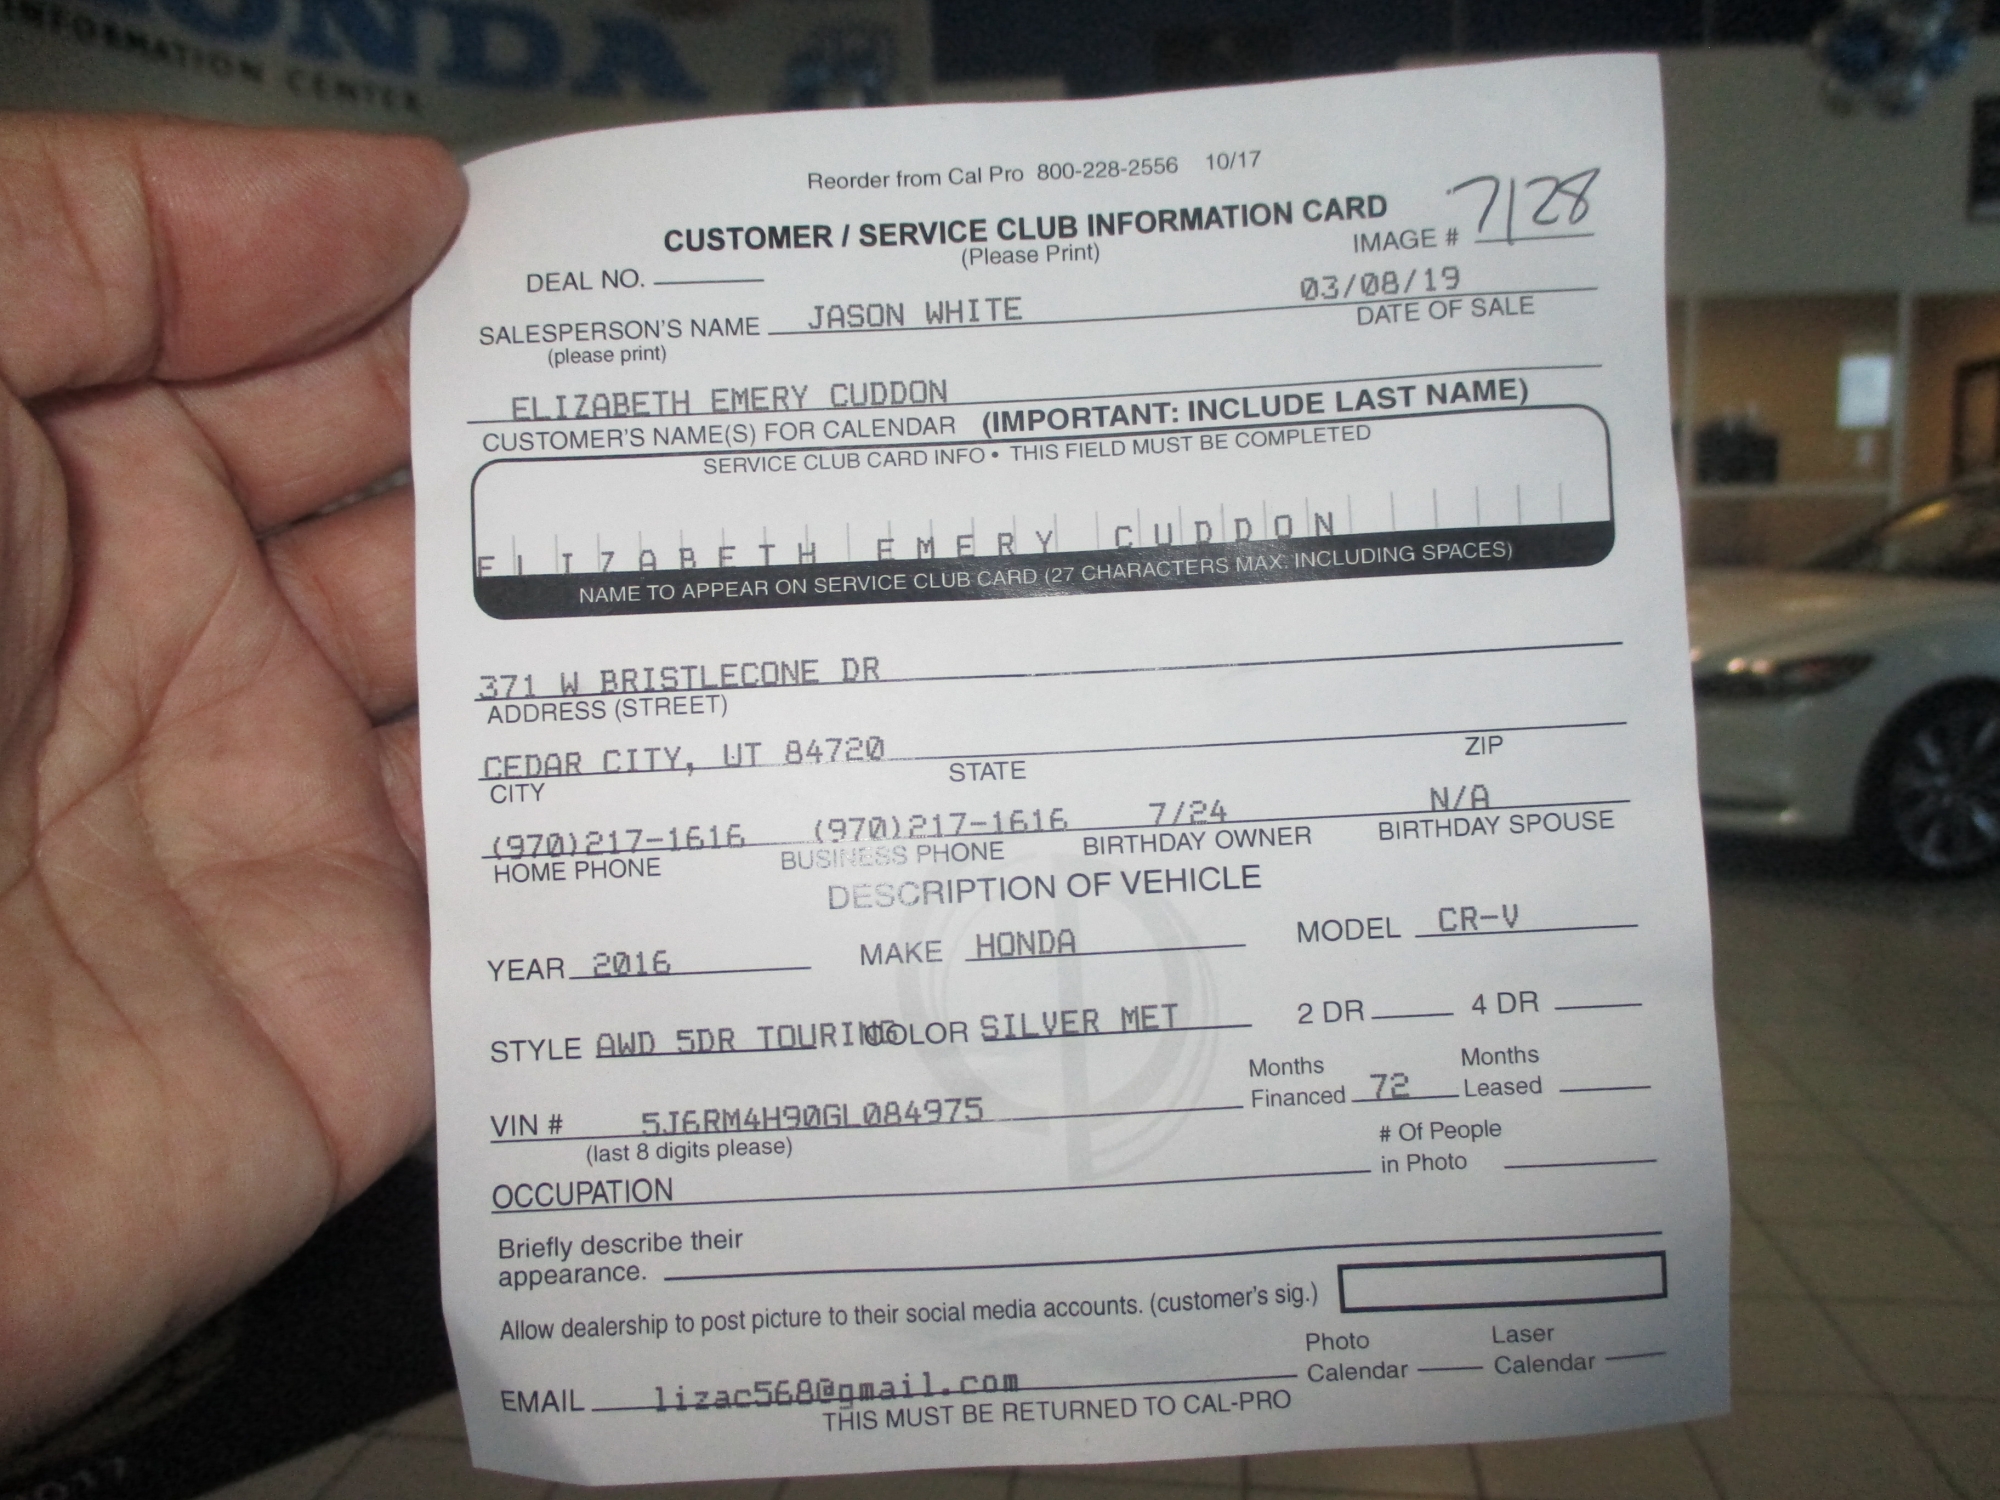 ONDA
INFORMATION CENTER
Reorder from Cal Pro 800-228-2556 10/17
CUSTOMER / SERVICE CLUB INFORMATION CARD
(Please Print)
IMAGE # 7128
DEAL NO.
SALESPERSON'S NAME JASON WHITE 03/08/19
(please print) DATE OF SALE
ELIZABETH EMERY CUDDON
CUSTOMER'S NAME(S) FOR CALENDAR (IMPORTANT: INCLUDE LAST NAME)
SERVICE CLUB CARD INFO • THIS FIELD MUST BE COMPLETED
ELIZABETH EMERY CUDDON
NAME TO APPEAR ON SERVICE CLUB CARD (27 CHARACTERS MAX. INCLUDING SPACES)
371 W BRISTLECONE DR
ADDRESS (STREET)
CEDAR CITY, UT 84720
CITY STATE ZIP
(970)217-1616 (970)217-1616 7/24 N/A
HOME PHONE BUSINESS PHONE BIRTHDAY OWNER BIRTHDAY SPOUSE
DESCRIPTION OF VEHICLE
YEAR 2016 MAKE HONDA MODEL CR-V
STYLE AWD 5DR TOURING COLOR SILVER MET 2 DR 4 DR
Months Financed 72 Months Leased
VIN # 5J6RM4H90GL084975
(last 8 digits please)
# Of People in Photo
OCCUPATION
Briefly describe their
appearance.
Allow dealership to post picture to their social media accounts. (customer's sig.)
Photo Calendar Laser Calendar
EMAIL lizac568@gmail.com
THIS MUST BE RETURNED TO CAL-PRO
2017